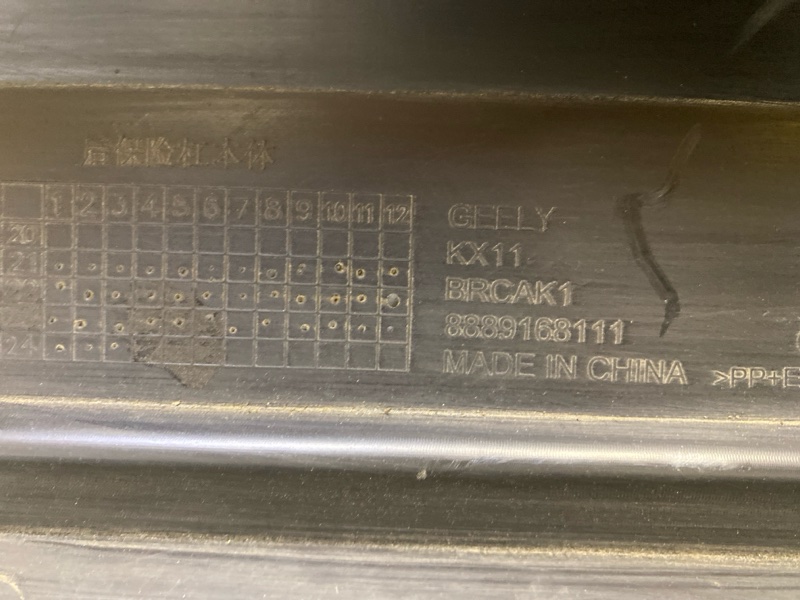 后保险杠本体
1 2 3 4 5 6 7 8 9 10 11 12
20
21
24
GEELY
KX11
BRCAK1
8889168111
MADE IN CHINA
>PP+E